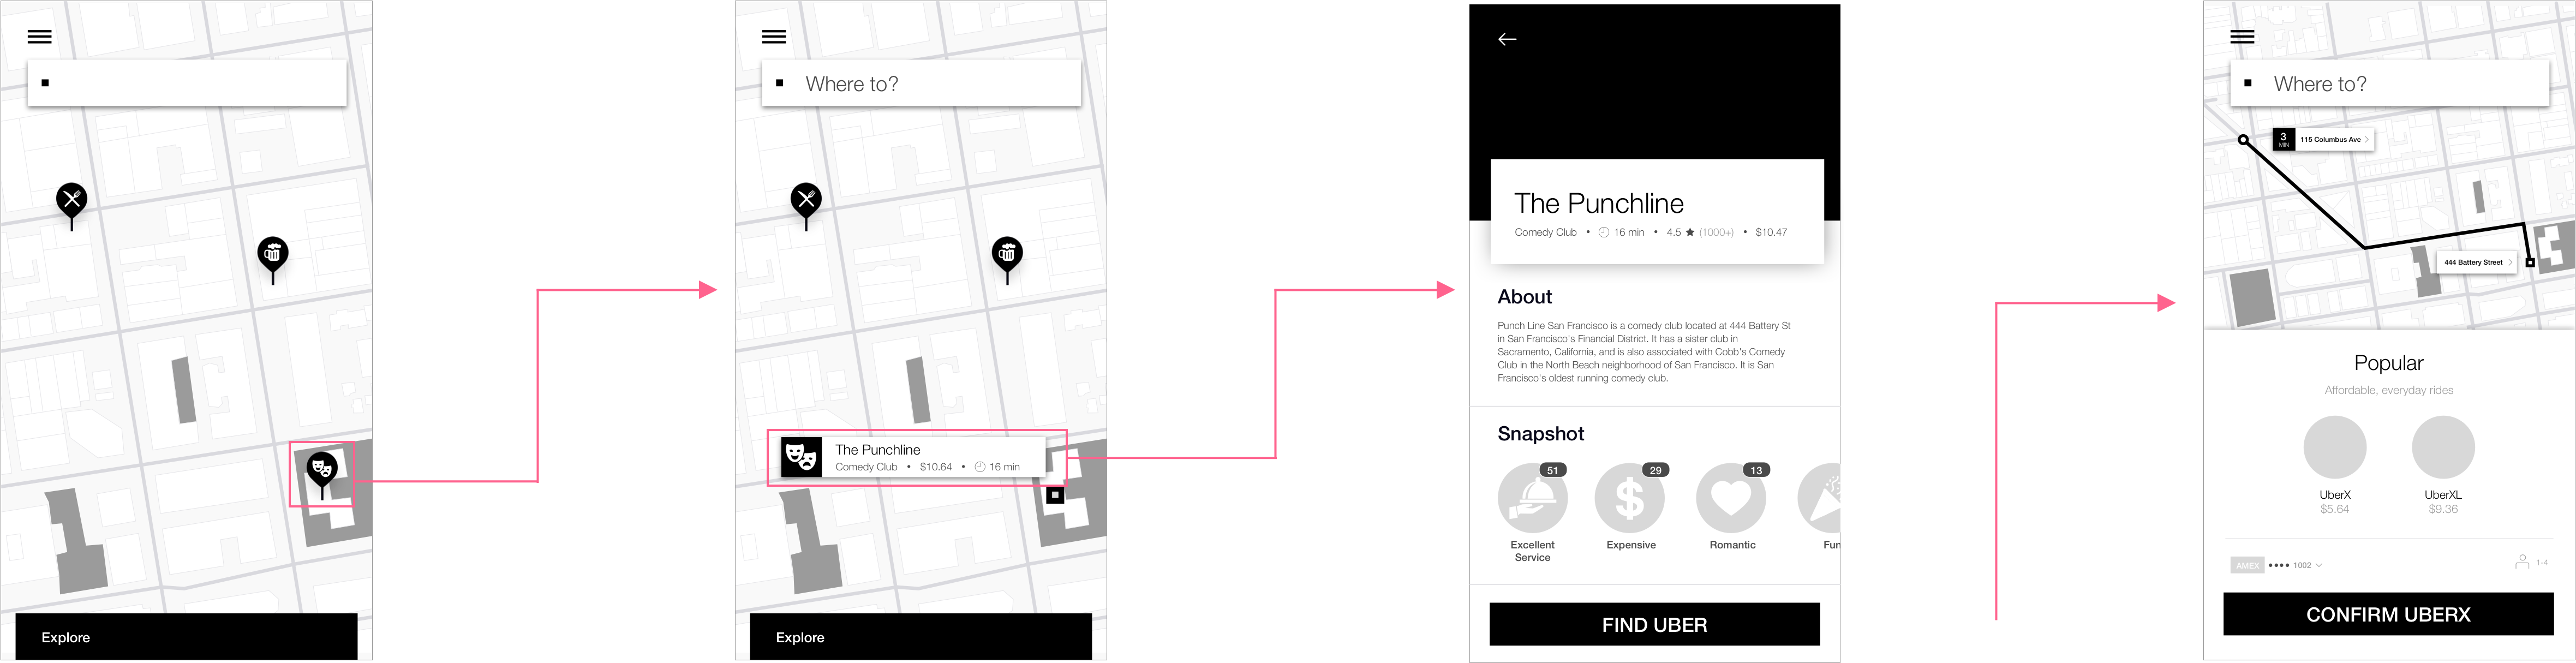 Explore
Where to?
The Punchline
Comedy Club • $10.64 • 16 min
Explore
The Punchline
Comedy Club • 16 min • 4.5 ★ (1000+) • $10.47
About
Punch Line San Francisco is a comedy club located at 444 Battery St
in San Francisco's Financial District. It has a sister club in
Sacramento, California, and is also associated with Cobb's Comedy
Club in the North Beach neighborhood of San Francisco. It is San
Francisco's oldest running comedy club.
Snapshot
51 29 13
Excellent Expensive Romantic Fun
Service
FIND UBER
Where to?
3 115 Columbus Ave
MIN
444 Battery Street
Popular
Affordable, everyday rides
UberX UberXL
$5.64 $9.36
AMEX •••• 1002 1-4
CONFIRM UBERX